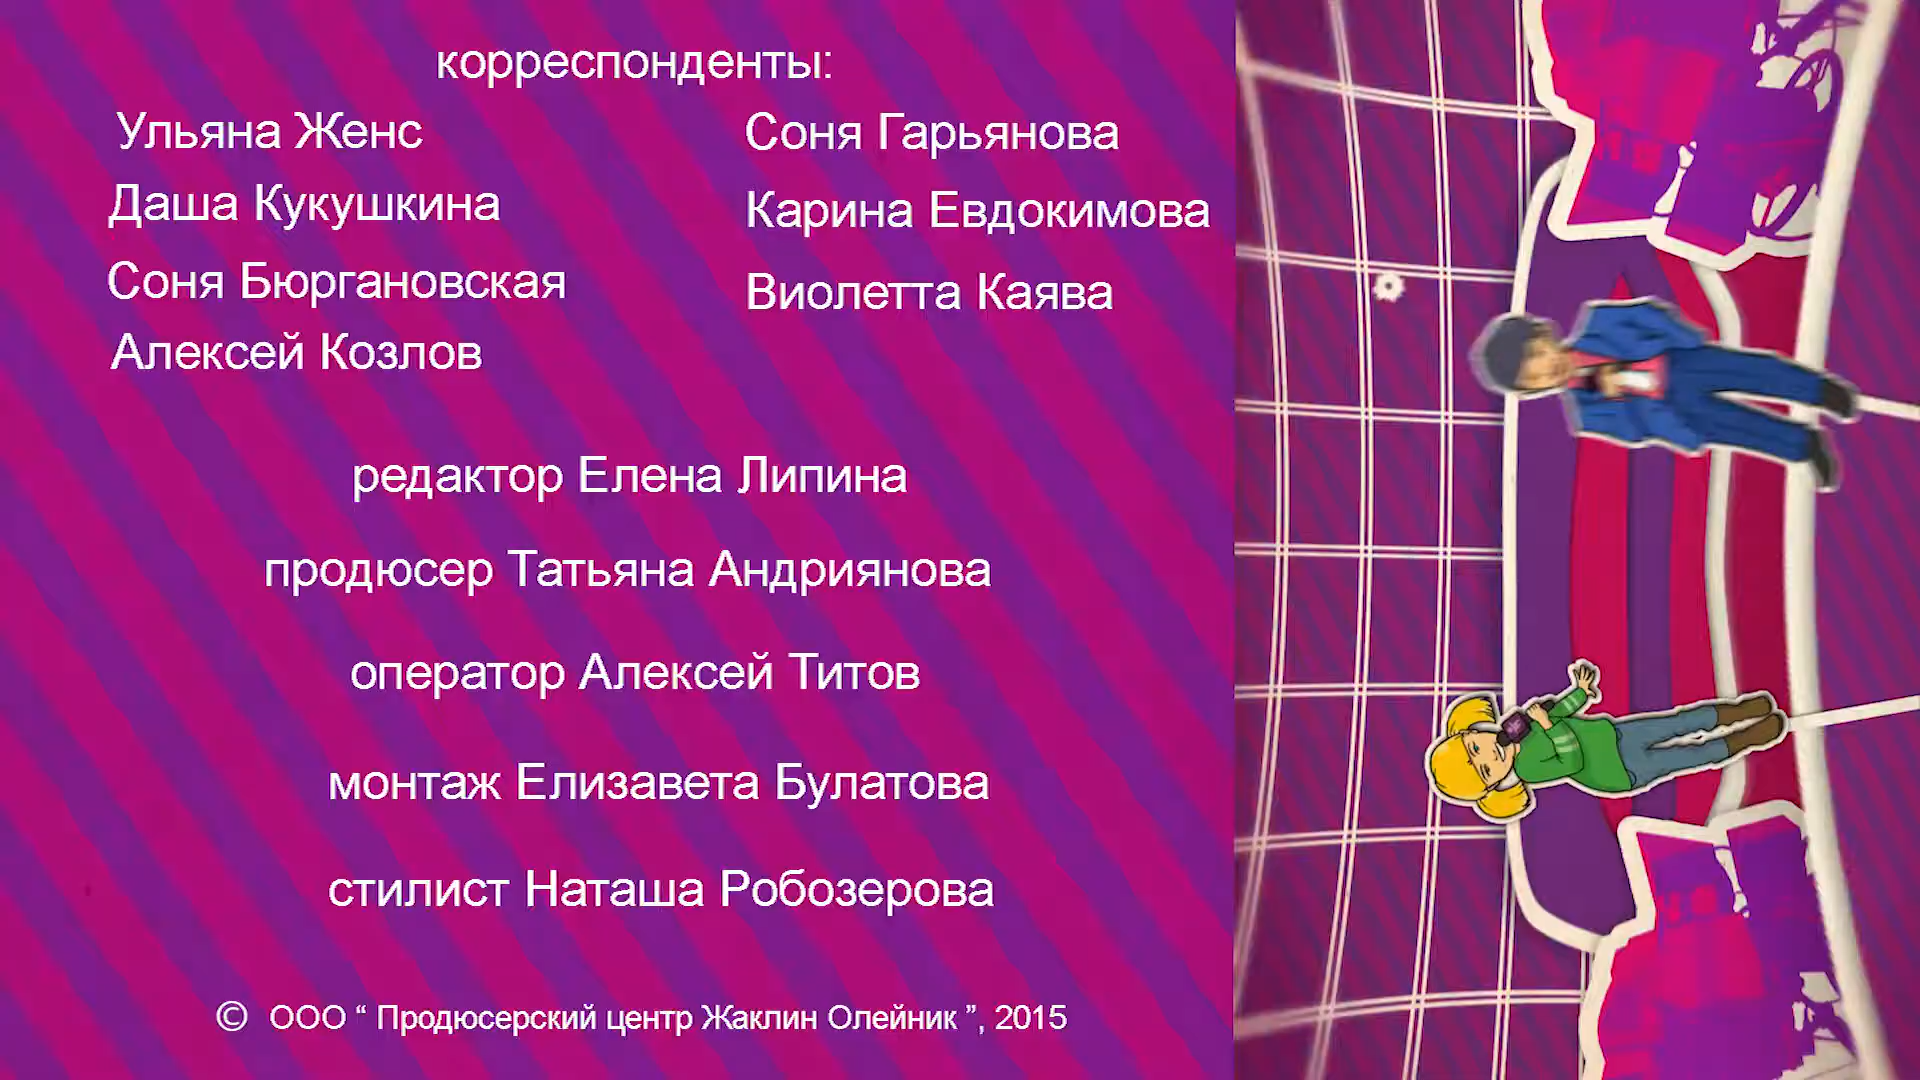 корреспонденты:
Ульяна Женс
Даша Кукушкина
Соня Бюргановская
Алексей Козлов
Соня Гарьянова
Карина Евдокимова
Виолетта Каява
редактор Елена Липина
продюсер Татьяна Андриянова
оператор Алексей Титов
монтаж Елизавета Булатова
стилист Наташа Робозерова
© ООО “ Продюсерский центр Жаклин Олейник ”, 2015